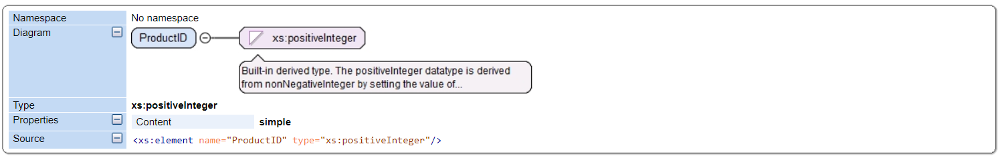 Namespace No namespace
Diagram ProductID xs:positiveInteger
Built-in derived type. The positiveInteger datatype is derived
from nonNegativeInteger by setting the value of...
Type xs:positiveInteger
Properties Content simple
Source <xs:element name="ProductID" type="xs:positiveInteger"/>